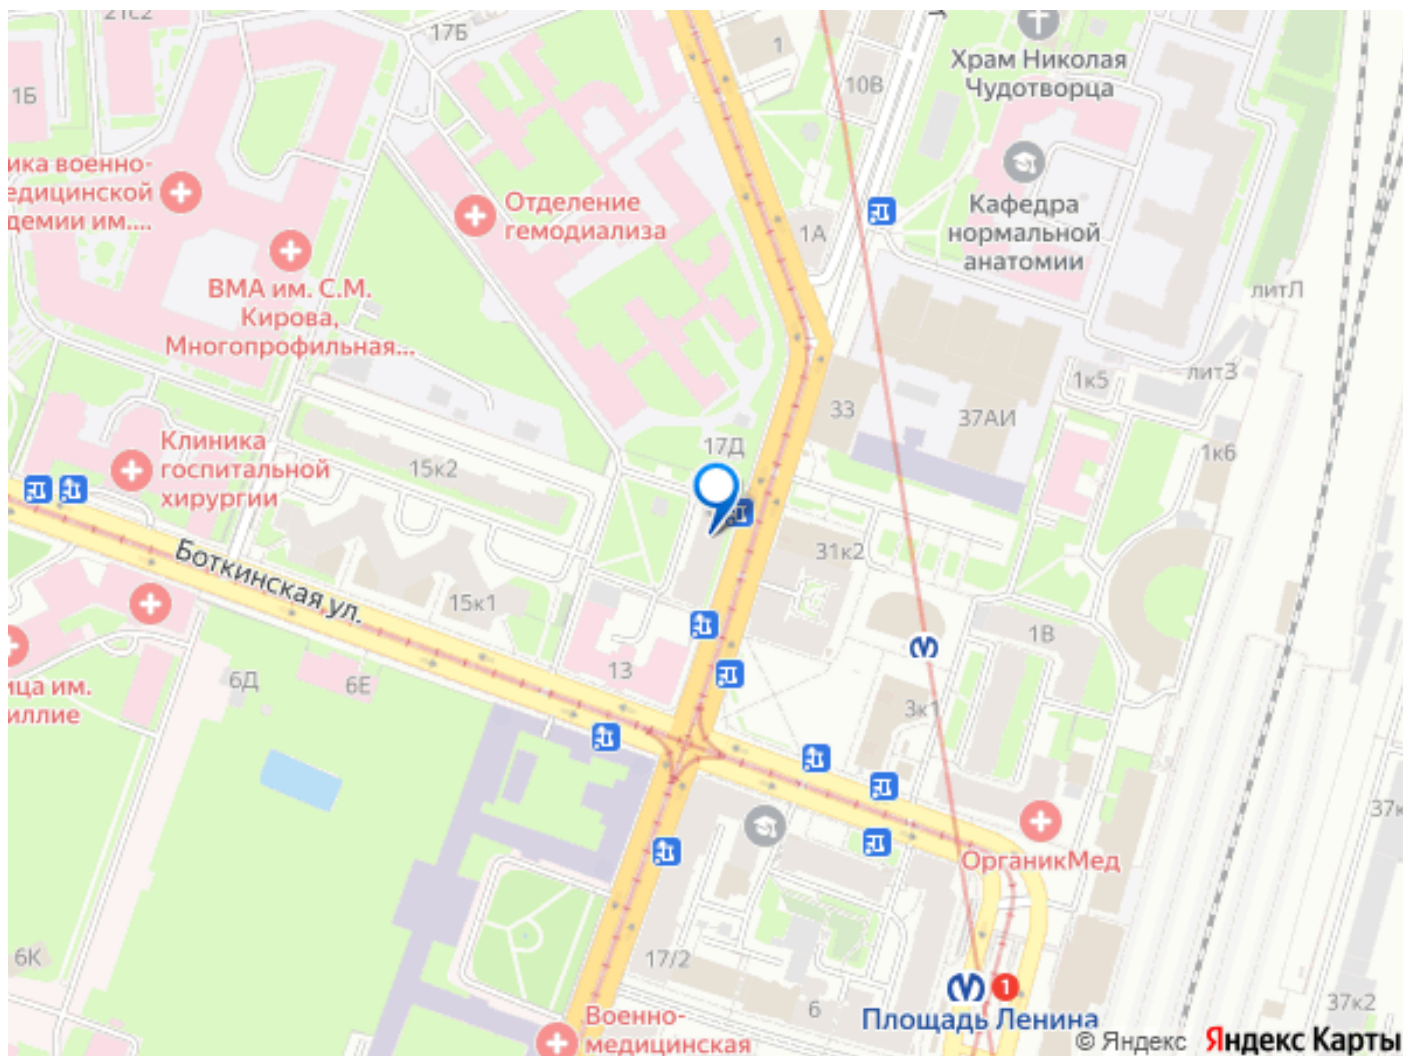 21с2
17Б
1
10В
Храм Николая
Чудотворца
1Б
ика военно-
едицинской
демии им....
Отделение
гемодиализа
Кафедра
нормальной
анатомии
1А
ВМА им. С.М.
Кирова,
Многопрофильная...
литЛ
литЗ
1к5
33
37АИ
17Д
Клиника
госпитальной
хирургии
15к2
1к6
31к2
Боткинская ул.
15к1
1В
13
6Д
6Е
ица им.
иллие
3к1
37к
ОрганикМед
17/2
6К
6
1
Площадь Ленина
37к2
Военно-
медицинская
© Яндекс Яндекс Карты